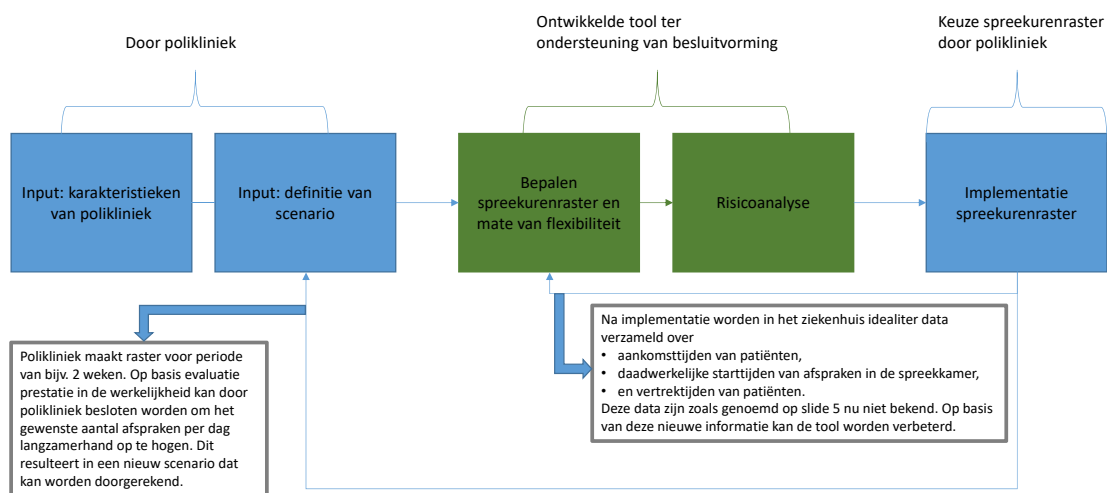 Door polikliniek
Ontwikkelde tool ter
ondersteuning van besluitvorming
Keuze spreekurenraster
door polikliniek
Input: karakteristieken
van polikliniek
Input: definitie van
scenario
Bepalen
spreekurenraster en
mate van flexibiliteit
Risicoanalyse
Implementatie
spreekurenraster
Polikliniek maakt raster voor periode
van bijv. 2 weken. Op basis evaluatie
prestatie in de werkelijkheid kan door
polikliniek besloten worden om het
gewenste aantal afspraken per dag
langzamerhand op te hogen. Dit
resulteert in een nieuw scenario dat
kan worden doorgerekend.
Na implementatie worden in het ziekenhuis idealiter data
verzameld over
• aankomsttijden van patiënten,
• daadwerkelijke starttijden van afspraken in de spreekkamer,
• en vertrektijden van patiënten.
Deze data zijn zoals genoemd op slide 5 nu niet bekend. Op basis
van deze nieuwe informatie kan de tool worden verbeterd.